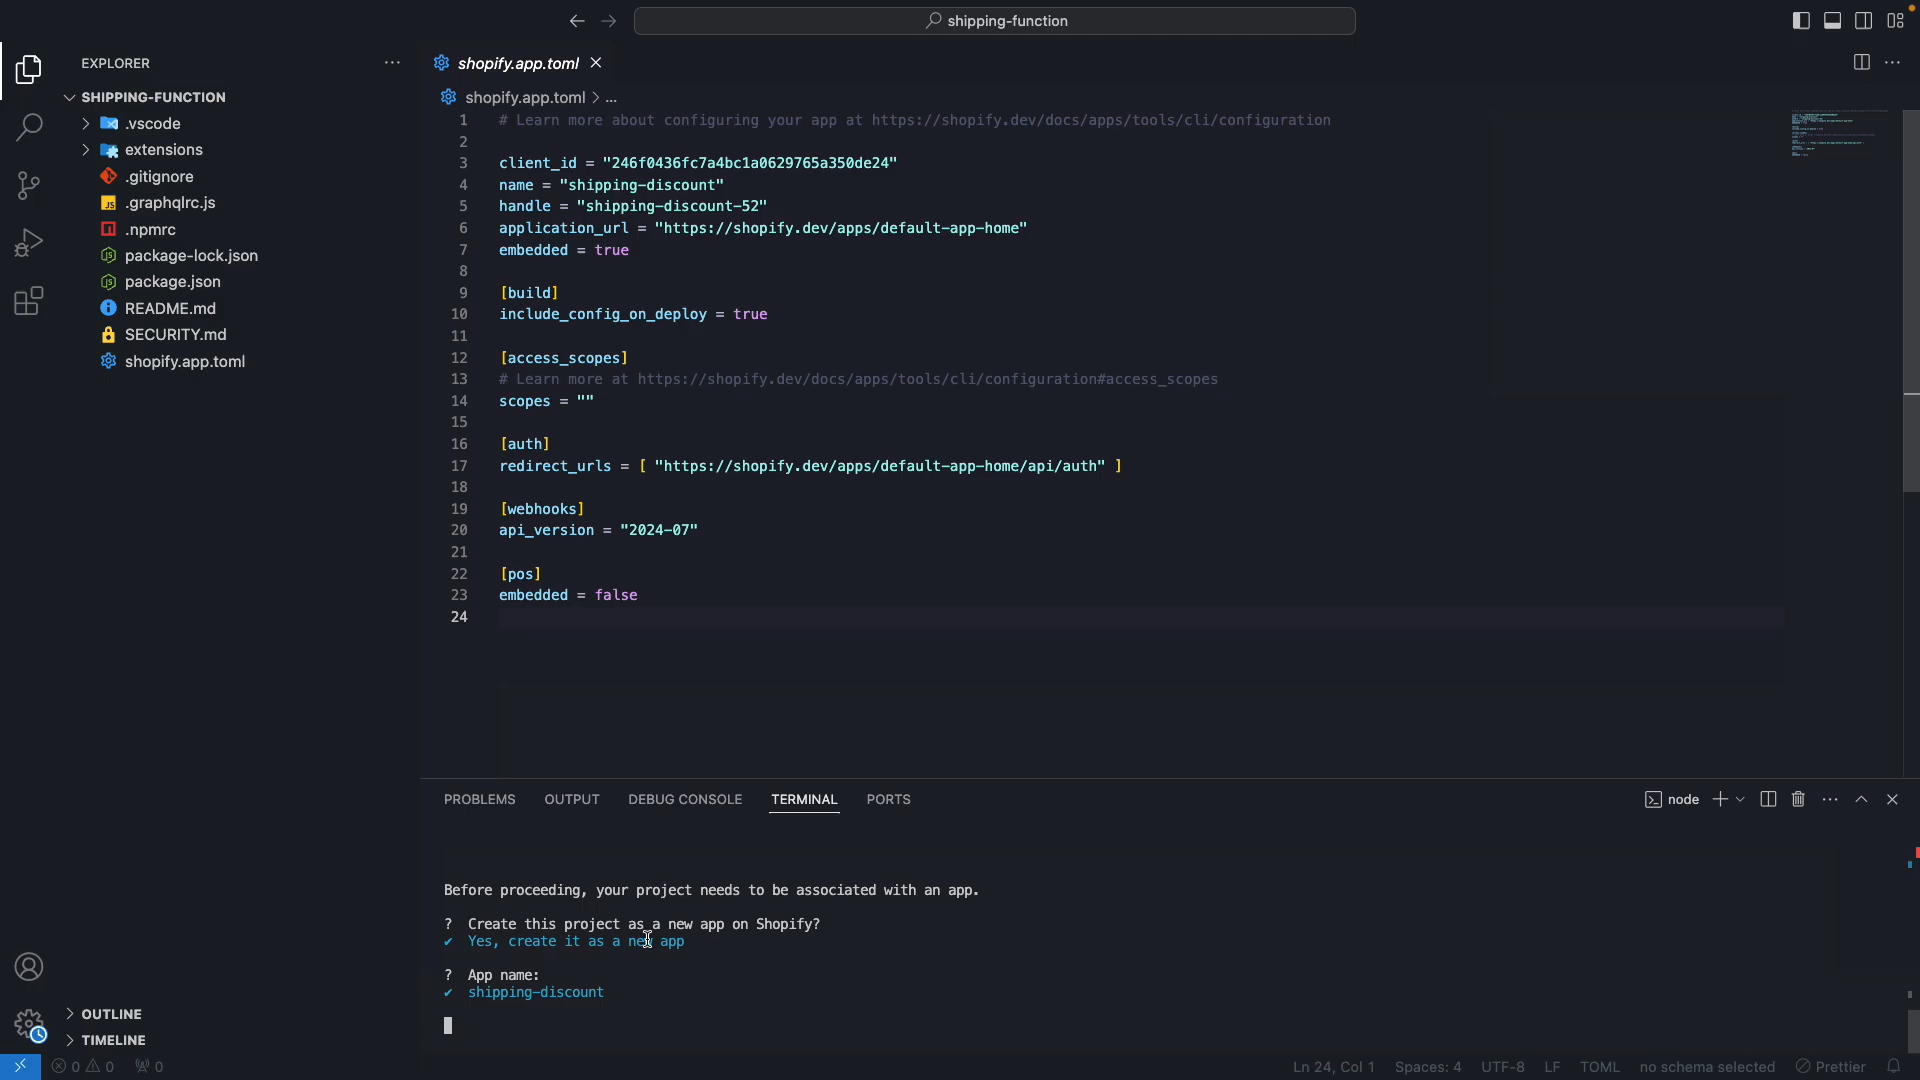 shipping-function
EXPLORER
SHIPPING-FUNCTION
.vscode
extensions
.gitignore
.graphqlrc.js
.npmrc
package-lock.json
package.json
README.md
SECURITY.md
shopify.app.toml
OUTLINE
TIMELINE
shopify.app.toml
shopify.app.toml > ...
1 # Learn more about configuring your app at https://shopify.dev/docs/apps/tools/cli/configuration
2
3 client_id = "246f0436fc7a4bc1a0629765a350de24"
4 name = "shipping-discount"
5 handle = "shipping-discount-52"
6 application_url = "https://shopify.dev/apps/default-app-home"
7 embedded = true
8
9 [build]
10 include_config_on_deploy = true
11
12 [access_scopes]
13 # Learn more at https://shopify.dev/docs/apps/tools/cli/configuration#access_scopes
14 scopes = ""
15
16 [auth]
17 redirect_urls = [ "https://shopify.dev/apps/default-app-home/api/auth" ]
18
19 [webhooks]
20 api_version = "2024-07"
21
22 [pos]
23 embedded = false
24
PROBLEMS OUTPUT DEBUG CONSOLE TERMINAL PORTS
node
Before proceeding, your project needs to be associated with an app.
? Create this project as a new app on Shopify?
✔ Yes, create it as a new app
? App name:
✔ shipping-discount
0 0 0
Ln 24, Col 1 Spaces: 4 UTF-8 LF TOML no schema selected Prettier